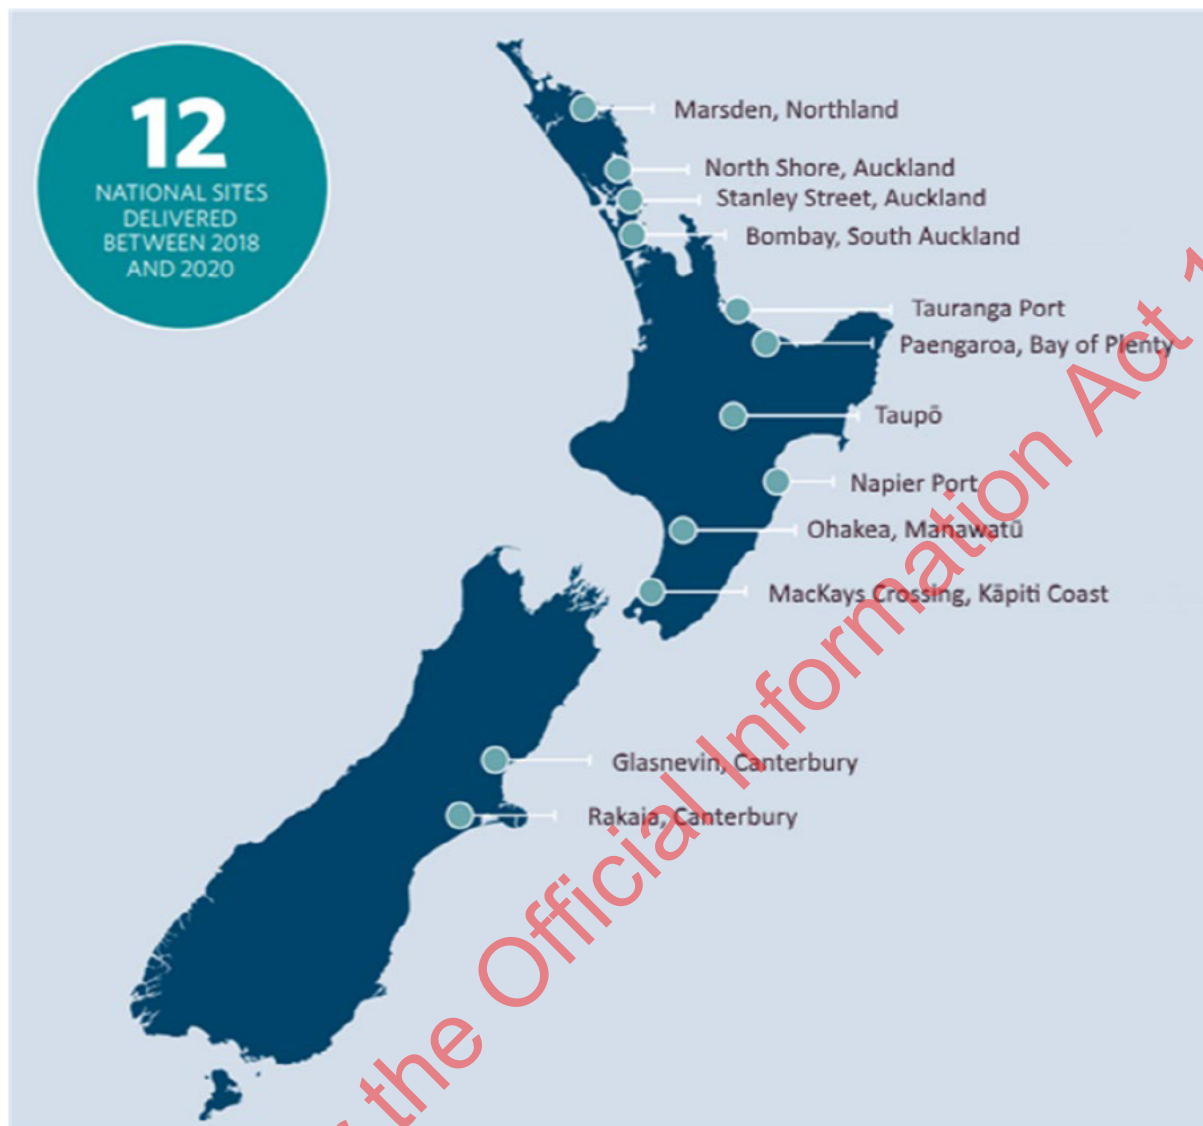 12
NATIONAL SITES
DELIVERED
BETWEEN 2018
AND 2020
Marsden, Northland
North Shore, Auckland
Stanley Street, Auckland
Bombay, South Auckland
Tauranga Port
Paengaroa, Bay of Plenty
Taupō
Napier Port
Ohakea, Manawatū
MacKays Crossing, Kāpiti Coast
Glasnevin, Canterbury
Rakaia, Canterbury
the Official Information Act 1